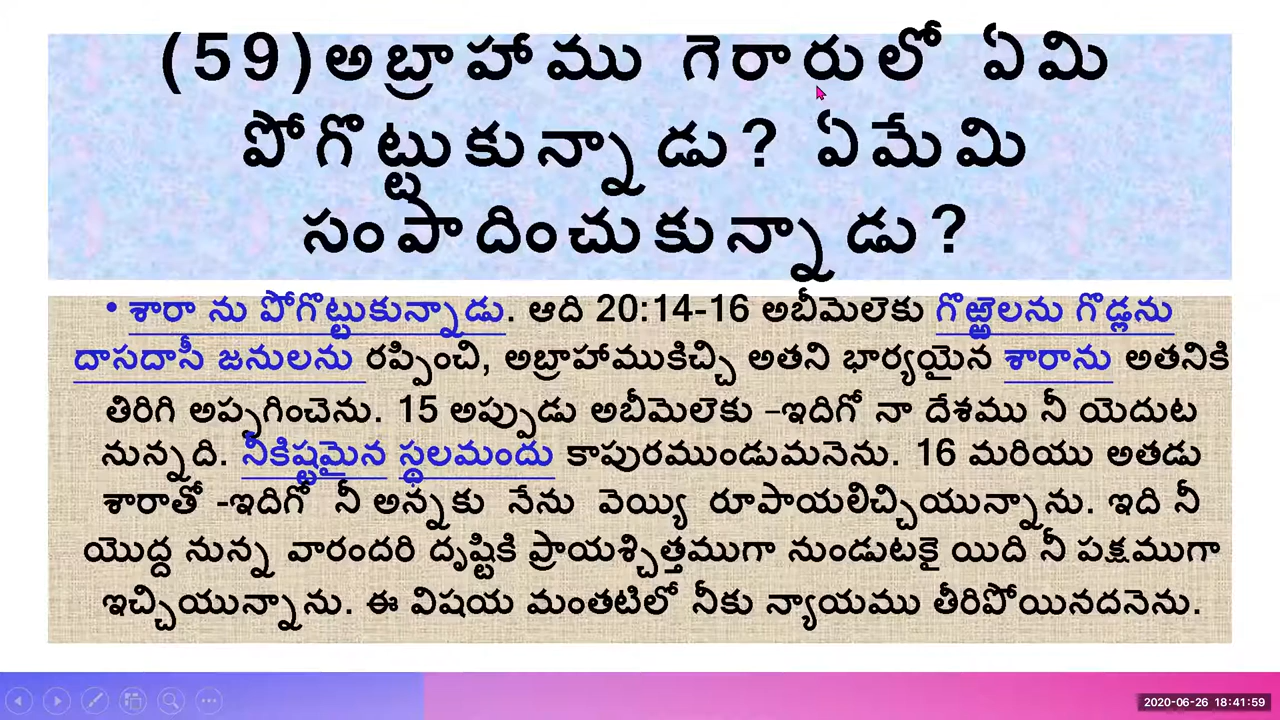 (59)అబ్రాహాము గెరారులో ఏమి
పోగొట్టుకున్నాడు? ఏమేమి
సంపాదించుకున్నాడు?
• శారా ను పోగొట్టుకున్నాడు. ఆది 20:14-16 అబీమెలెకు గొఱ్ఱెలను గొడ్లను
దాసదాసీ జనులను రప్పించి, అబ్రాహాముకిచ్చి అతని భార్యయైన శారాను అతనికి
తిరిగి అప్పగించెను. 15 అప్పుడు అబీమెలెకు –ఇదిగో నా దేశము నీ యెదుట
నున్నది. నీకిష్టమైన స్థలమందు కాపురముండుమనెను. 16 మరియు అతడు
శారాతో -ఇదిగో నీ అన్నకు నేను వెయ్యి రూపాయలిచ్చియున్నాను. ఇది నీ
యొద్ద నున్న వారందరి దృష్టికి ప్రాయశ్చిత్తముగా నుండుటకై యిది నీ పక్షముగా
ఇచ్చియున్నాను. ఈ విషయ మంతటిలో నీకు న్యాయము తీరిపోయినదనెను.
2020-06-26 18:41:59